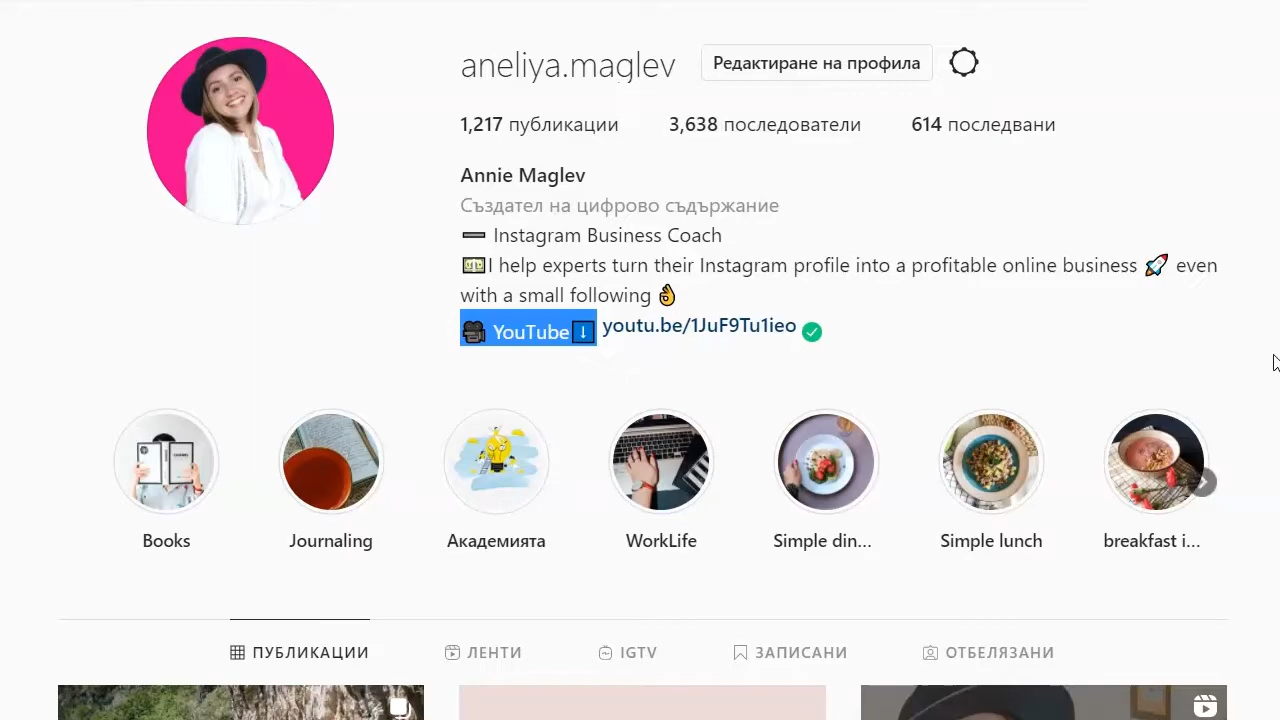 aneliya.maglev
Редактиране на профила
1,217 публикации
3,638 последователи
614 последвани
Annie Maglev
Създател на цифрово съдържание
Instagram Business Coach
I help experts turn their Instagram profile into a profitable online business 🚀 even
with a small following 👌
🎥 YouTube ⬇ youtu.be/1JuF9Tu1ieo
Books
Journaling
Академията
WorkLife
Simple din...
Simple lunch
breakfast i...
ПУБЛИКАЦИИ
ЛЕНТИ
IGTV
ЗАПИСАНИ
ОТБЕЛЯЗАНИ